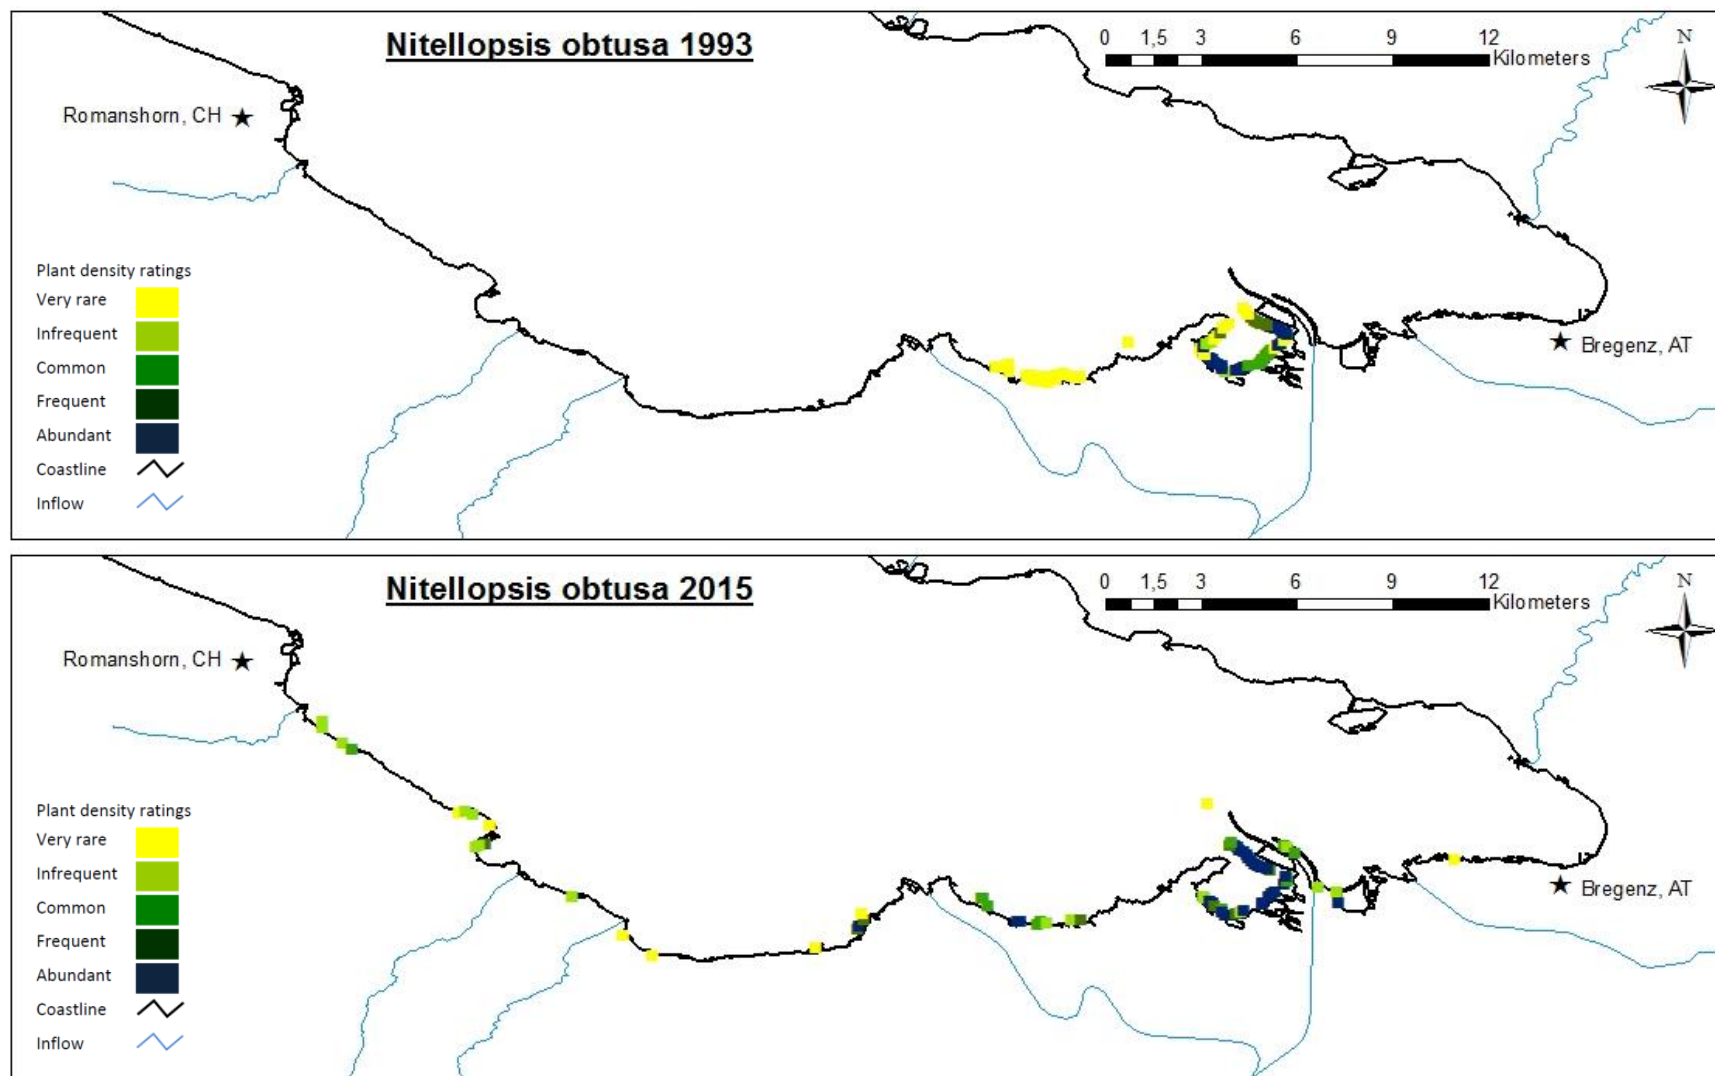 Nitellopsis obtusa 1993
0 1,5 3 6 9 12
Kilometers
N
Romanshorn, CH
Plant density ratings
Very rare
Infrequent
Common
Frequent
Abundant
Coastline
Inflow
Bregenz, AT
Nitellopsis obtusa 2015
0 1,5 3 6 9 12
Kilometers
N
Romanshorn, CH
Plant density ratings
Very rare
Infrequent
Common
Frequent
Abundant
Coastline
Inflow
Bregenz, AT